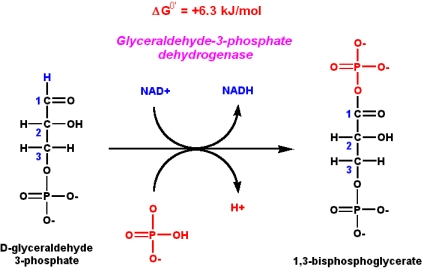 ΔG0' = +6.3 kJ/mol
Glyceraldehyde-3-phosphate
dehydrogenase
NAD+ NADH
H+
H
1 C=O
H-C-OH
2
H-C-H
3
O
O=P-O-
O-
D-glyceraldehyde
3-phosphate
O
O=P-OH
O-
O-
O=P-O-
O
1 C=O
H-C-OH
2
H-C-H
3
O
O=P-O-
O-
1,3-bisphosphoglycerate